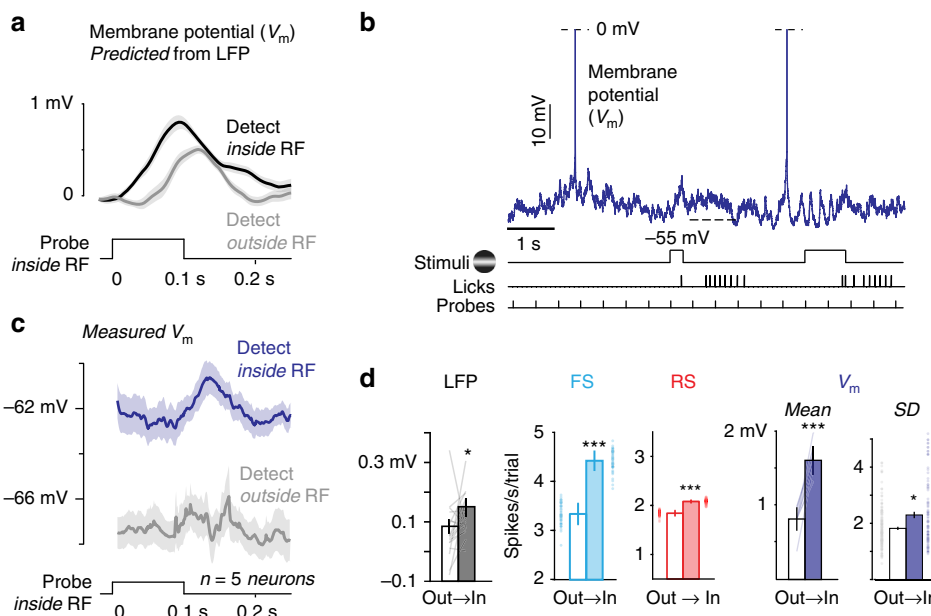 a
Membrane potential (Vm)
Predicted from LFP
1 mV
0
Detect
inside RF
Detect
outside RF
Probe
inside RF
0 0.1 s 0.2 s
b
0 mV
10 mV
Membrane
potential
(Vm)
1 s
–55 mV
Stimuli
Licks
Probes
c
Measured Vm
Detect
inside RF
–62 mV
–66 mV
Detect
outside RF
n = 5 neurons
Probe
inside RF
0 0.1 s 0.2 s
d
LFP
0.3 mV
0.1
–0.1
*
Out→In
FS
Spikes/s/trial
5
4
3
2
***
Out→In
RS
3
2
1
***
Out → In
Vm
Mean
2 mV
1
***
Out→In
SD
4
2
0
*
Out→In